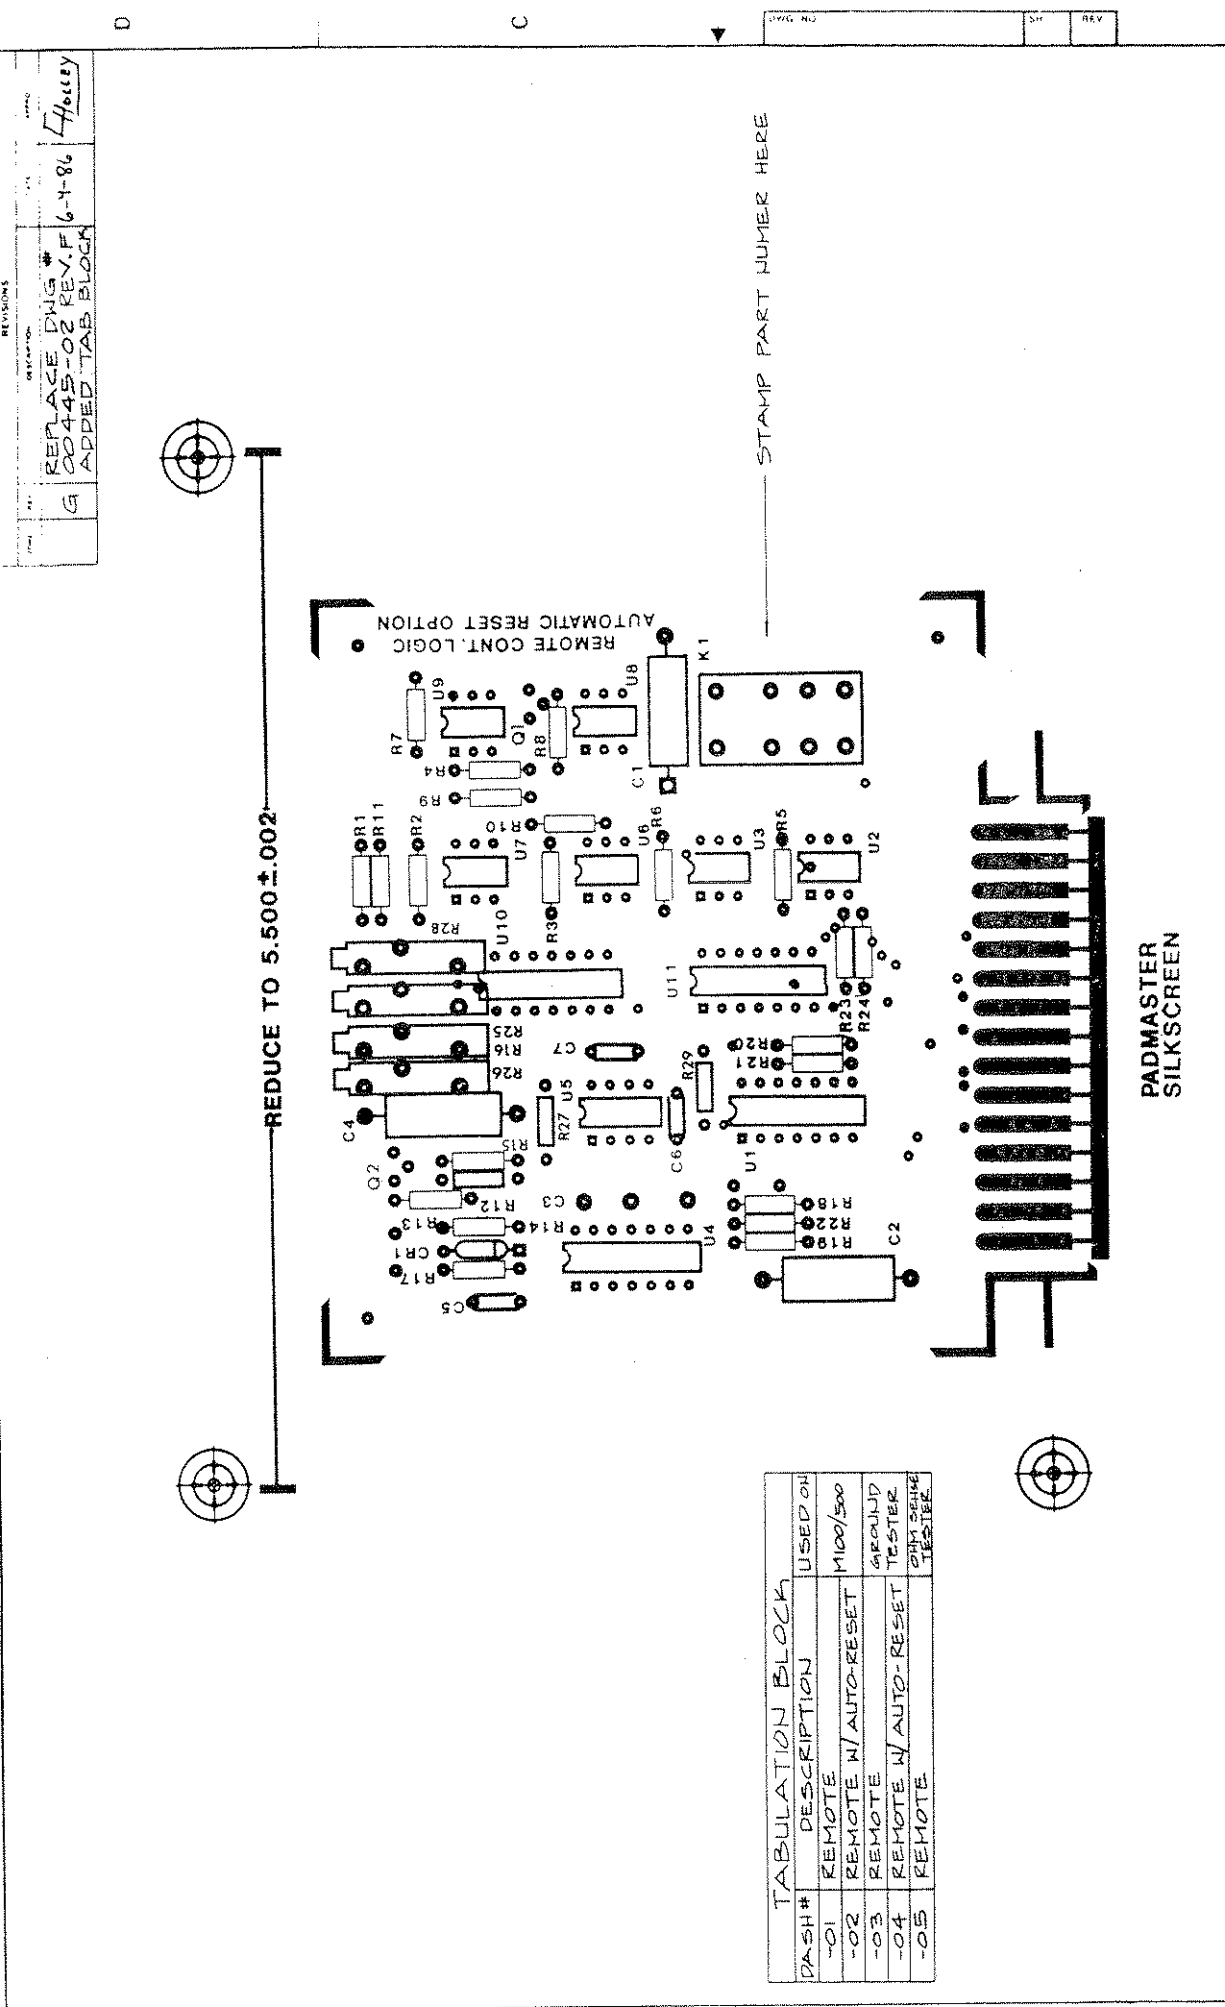 D
C
DWG NO
SH
REV
REVISIONS
ZONE
DESCRIPTION
DATE
G
REPLACE DWG #
00445-02 REV.F
ADDED TAB BLOCK
6-4-86
REDUCE TO 5.500±.002
STAMP PART NUMER HERE
REMOTE CONT. LOGIC
AUTOMATIC RESET OPTION
R7
U9
Q1
R8
U8
K1
R4
C1
R9
R1
R11
R2
R10
U7
U6
R6
U3
R5
U2
R28
U10
R3
U11
R23
R24
R25
R16
R26
C7
R20
R21
R29
C4
U5
R27
R15
C6
U1
Q2
R12
C3
R13
R14
CR1
R17
U4
R18
R22
R19
C2
C5
PADMASTER
SILKSCREEN
TABULATION BLOCK
DASH # DESCRIPTION USED ON
-01 REMOTE M100/500
-02 REMOTE W/ AUTO-RESET
-03 REMOTE GROUND
-04 REMOTE W/ AUTO-RESET TESTER
-05 REMOTE OHM SENSE
TESTER